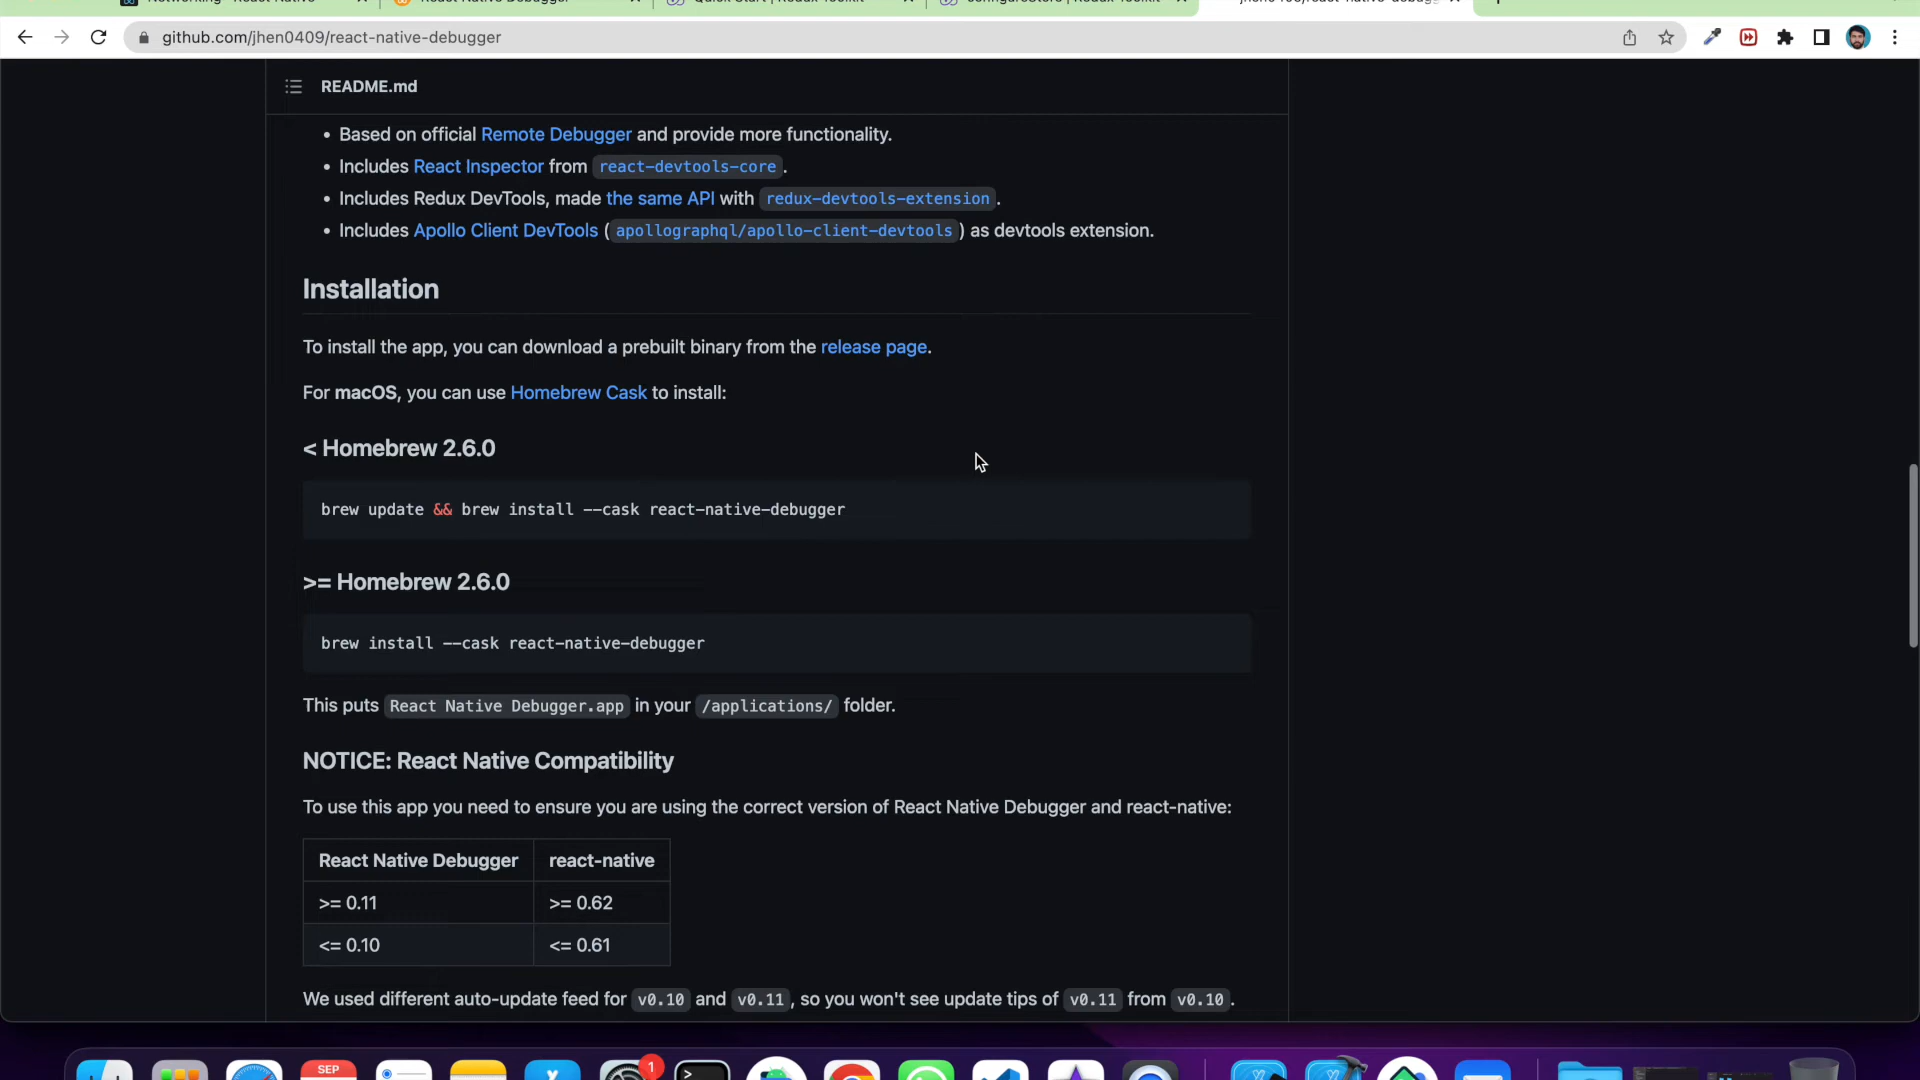 github.com/jhen0409/react-native-debugger
README.md
• Based on official Remote Debugger and provide more functionality.
• Includes React Inspector from react-devtools-core.
• Includes Redux DevTools, made the same API with redux-devtools-extension.
• Includes Apollo Client DevTools (apollographql/apollo-client-devtools) as devtools extension.
Installation
To install the app, you can download a prebuilt binary from the release page.
For macOS, you can use Homebrew Cask to install:
< Homebrew 2.6.0
brew update && brew install --cask react-native-debugger
>= Homebrew 2.6.0
brew install --cask react-native-debugger
This puts React Native Debugger.app in your /applications/ folder.
NOTICE: React Native Compatibility
To use this app you need to ensure you are using the correct version of React Native Debugger and react-native:
React Native Debugger react-native
>= 0.11 >= 0.62
<= 0.10 <= 0.61
We used different auto-update feed for v0.10 and v0.11, so you won't see update tips of v0.11 from v0.10.
SEP
1